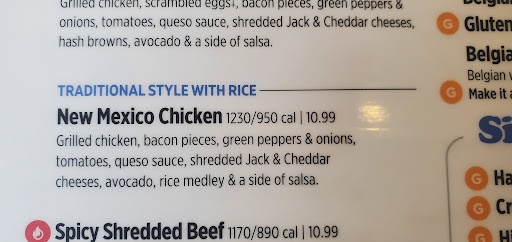 Grilled chicken, scrambled eggs‡, bacon pieces, green peppers &
onions, tomatoes, queso sauce, shredded Jack & Cheddar cheeses,
hash browns, avocado & a side of salsa.
TRADITIONAL STYLE WITH RICE
New Mexico Chicken 1230/950 cal | 10.99
Grilled chicken, bacon pieces, green peppers & onions,
tomatoes, queso sauce, shredded Jack & Cheddar
cheeses, avocado, rice medley & a side of salsa.
Spicy Shredded Beef 1170/890 cal | 10.99
G Gluten
Belgia
Belgian
G Make it a
Si
G Ha
G Cr
G Hi